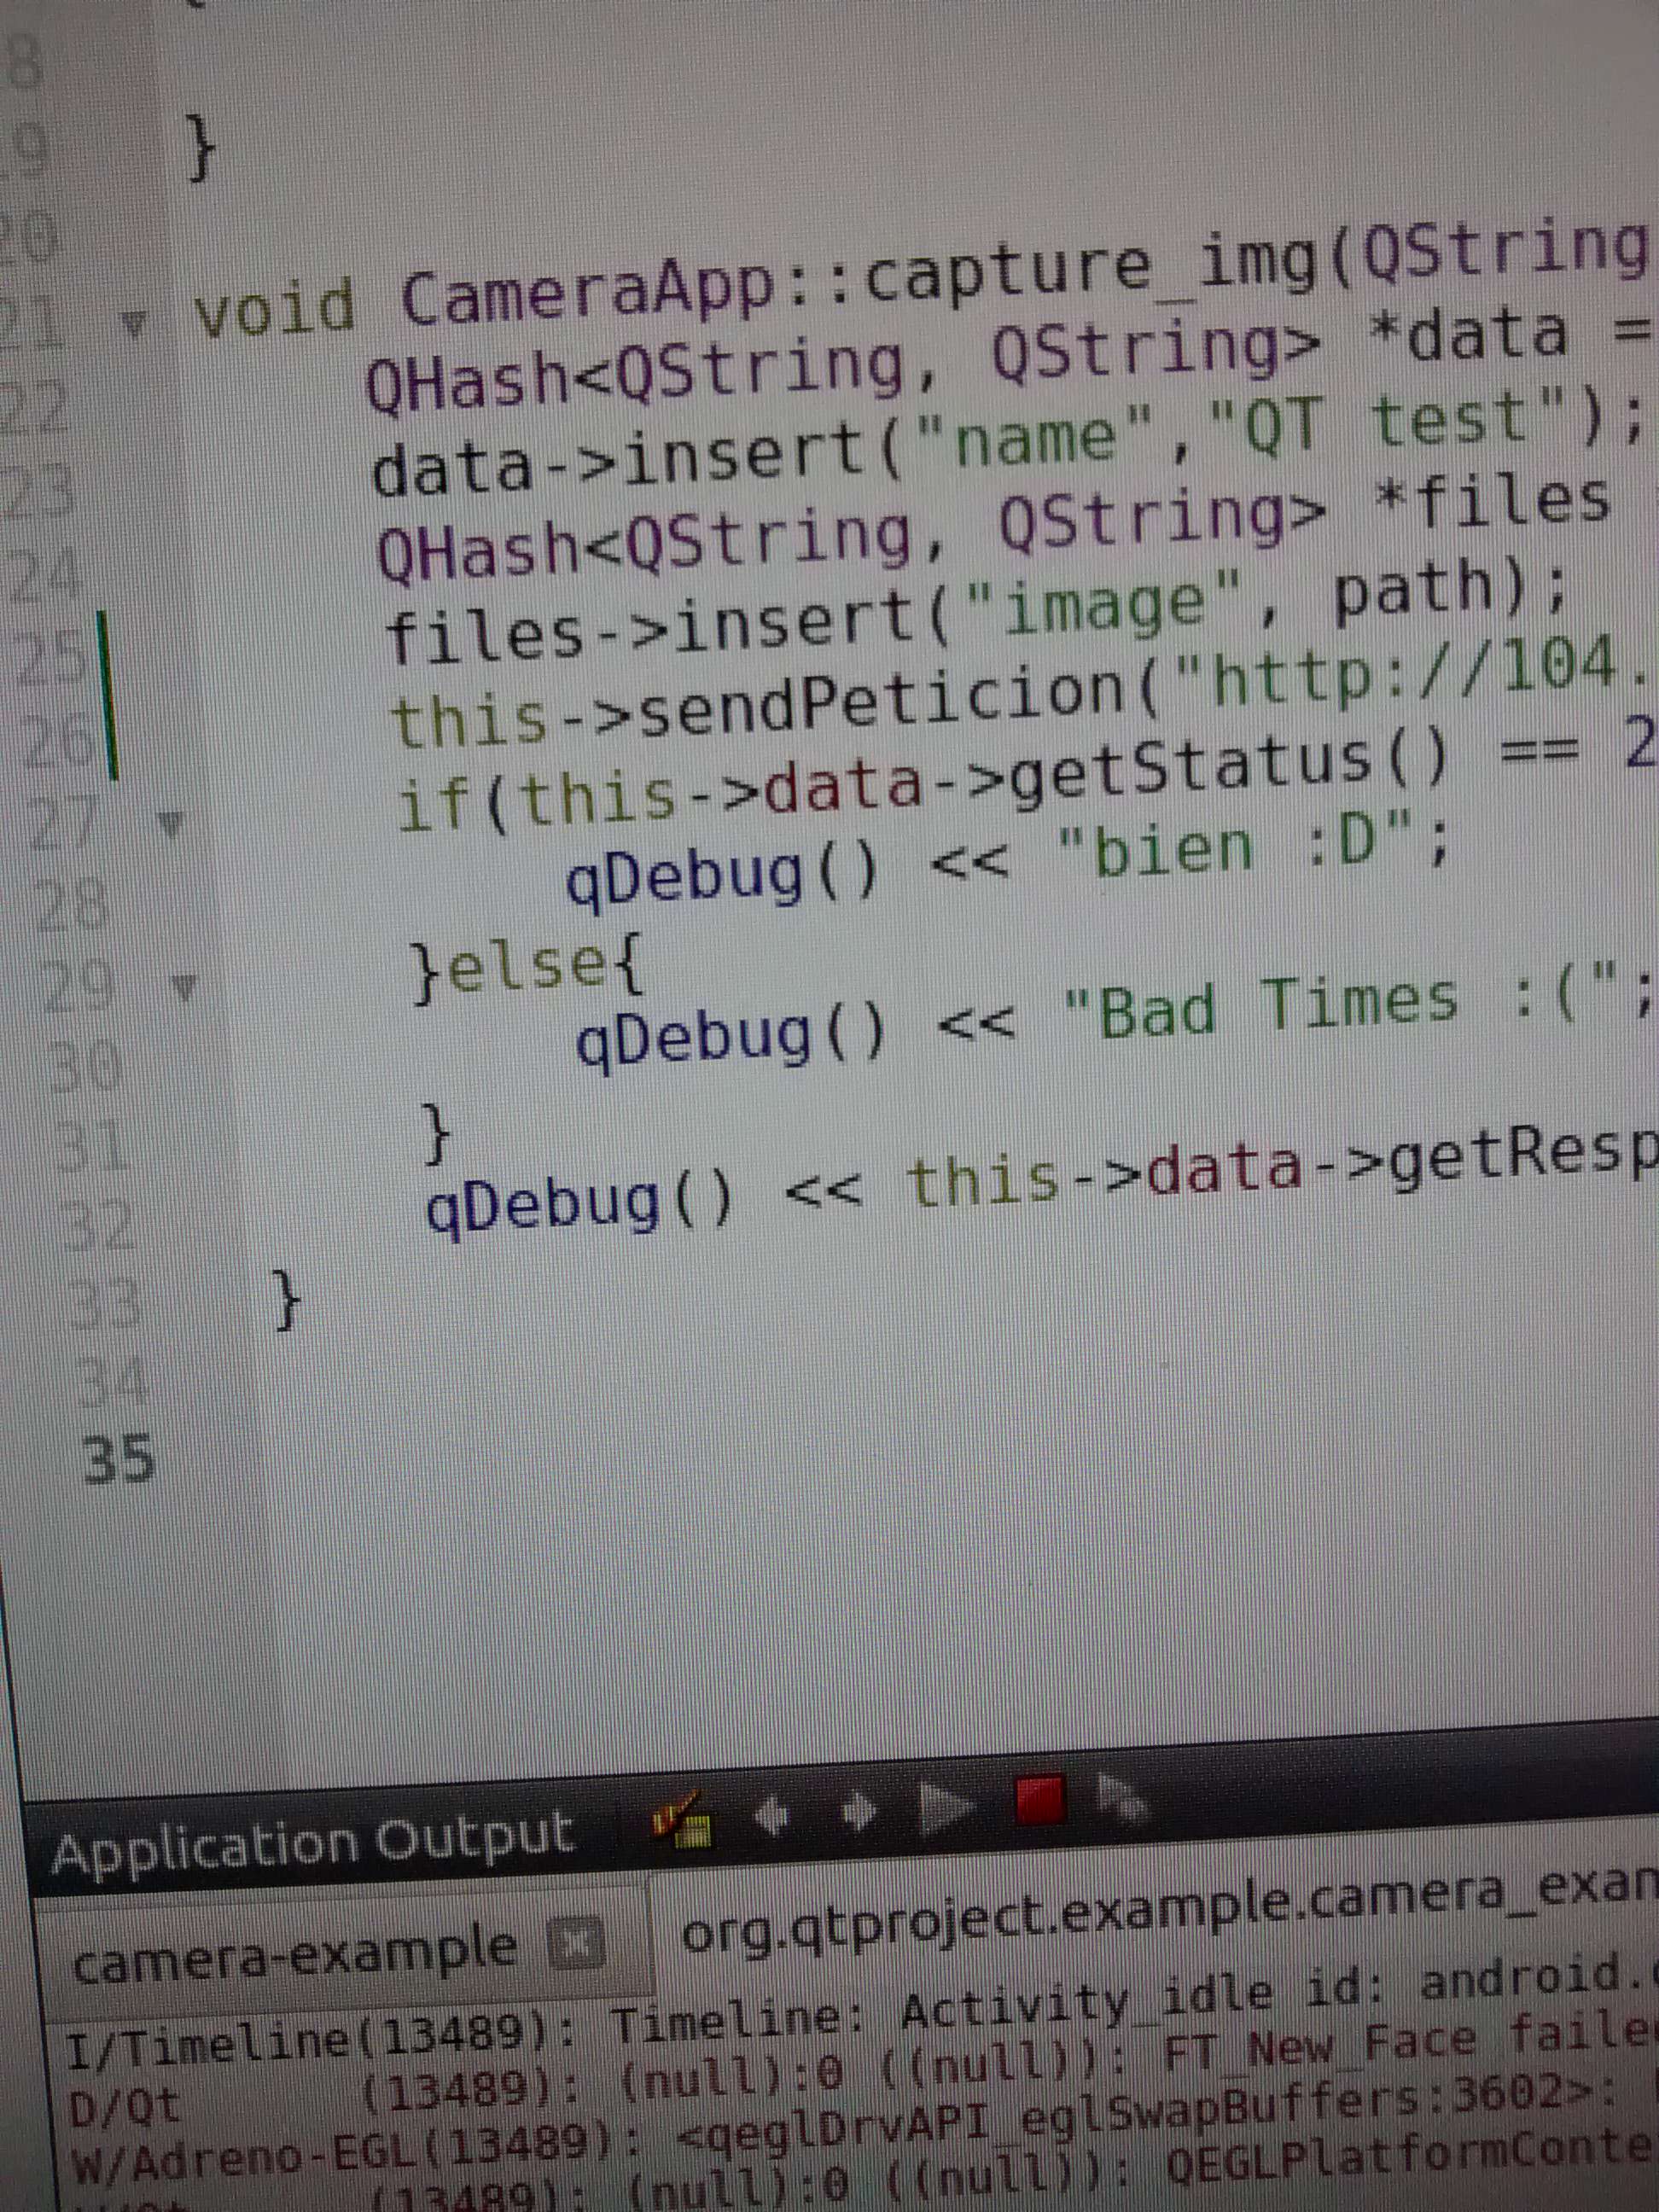 8
19 }
20
21 void CameraApp::capture_img(QString
22 QHash<QString, QString> *data =
23 data->insert("name","QT test");
24 QHash<QString, QString> *files
25 files->insert("image", path);
26 this->sendPeticion("http://104.
27 if(this->data->getStatus() == 2
28 qDebug() << "bien :D";
29 }else{
30 qDebug() << "Bad Times :(";
31 }
32 qDebug() << this->data->getResp
33 }
34
35
Application Output
camera-example org.qtproject.example.camera_exam
I/Timeline(13489): Timeline: Activity_idle id: android.
D/Qt (13489): (null):0 ((null)): FT_New_Face failed
W/Adreno-EGL(13489): <qeglDrvAPI_eglSwapBuffers:3602>:
(13489): (null):0 ((null)): QEGLPlatformConte